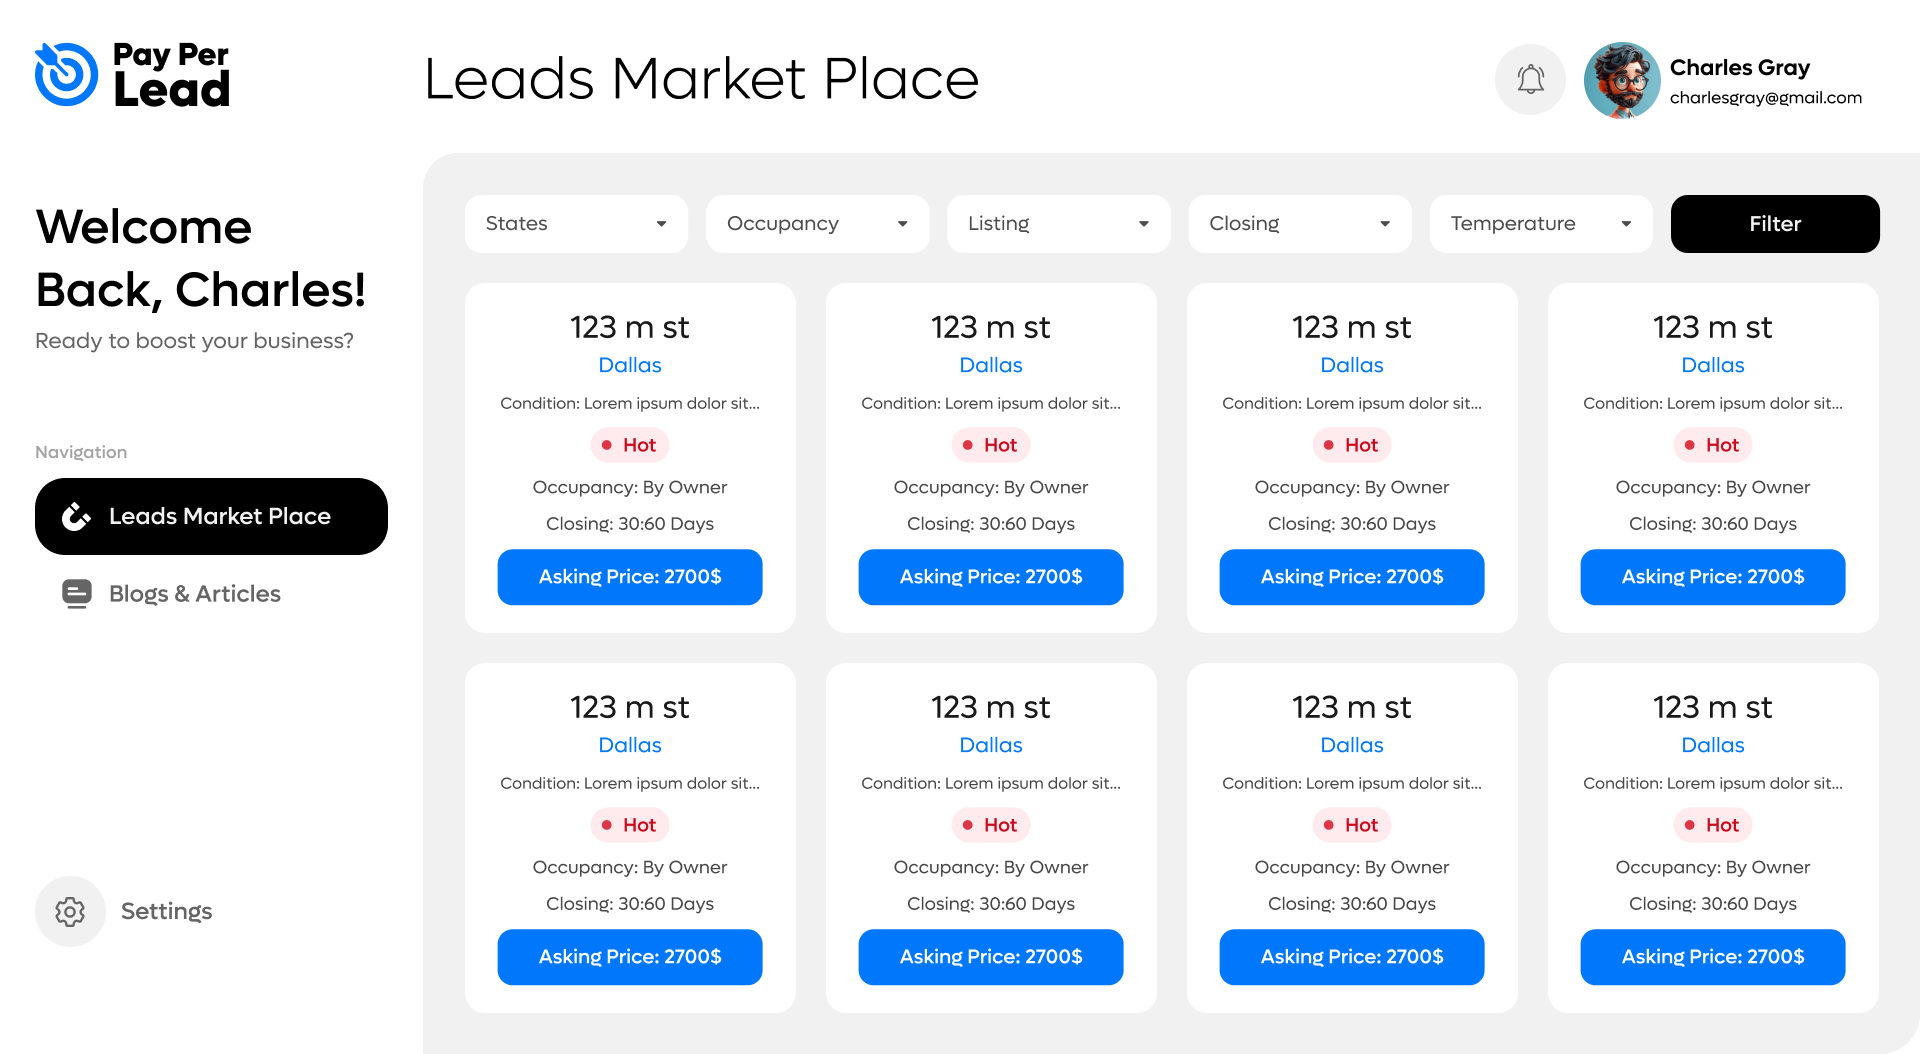 Pay Per
Lead
Leads Market Place
Charles Gray
charlesgray@gmail.com
Welcome
Back, Charles!
Ready to boost your business?
Navigation
Leads Market Place
Blogs & Articles
Settings
States
Occupancy
Listing
Closing
Temperature
Filter
123 m st
Dallas
Condition: Lorem ipsum dolor sit...
Hot
Occupancy: By Owner
Closing: 30:60 Days
Asking Price: 2700$
123 m st
Dallas
Condition: Lorem ipsum dolor sit...
Hot
Occupancy: By Owner
Closing: 30:60 Days
Asking Price: 2700$
123 m st
Dallas
Condition: Lorem ipsum dolor sit...
Hot
Occupancy: By Owner
Closing: 30:60 Days
Asking Price: 2700$
123 m st
Dallas
Condition: Lorem ipsum dolor sit...
Hot
Occupancy: By Owner
Closing: 30:60 Days
Asking Price: 2700$
123 m st
Dallas
Condition: Lorem ipsum dolor sit...
Hot
Occupancy: By Owner
Closing: 30:60 Days
Asking Price: 2700$
123 m st
Dallas
Condition: Lorem ipsum dolor sit...
Hot
Occupancy: By Owner
Closing: 30:60 Days
Asking Price: 2700$
123 m st
Dallas
Condition: Lorem ipsum dolor sit...
Hot
Occupancy: By Owner
Closing: 30:60 Days
Asking Price: 2700$
123 m st
Dallas
Condition: Lorem ipsum dolor sit...
Hot
Occupancy: By Owner
Closing: 30:60 Days
Asking Price: 2700$